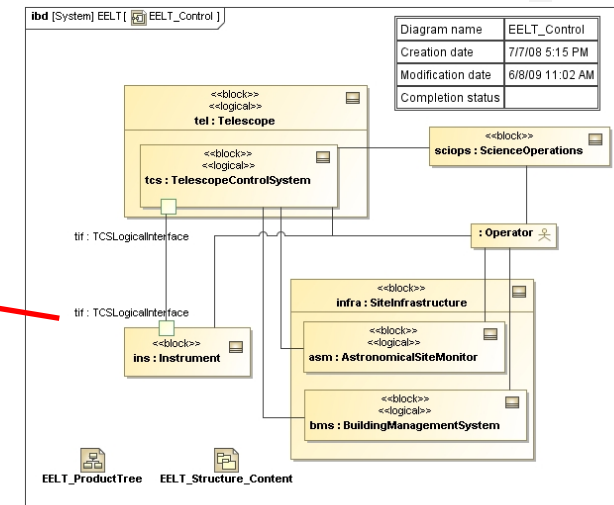 ibd [System] EELT [ EELT_Control ]
Diagram name EELT_Control
Creation date 7/7/08 5:15 PM
Modification date 6/8/09 11:02 AM
Completion status
<<block>>
<<logical>>
tel : Telescope
<<block>>
<<logical>>
tcs : TelescopeControlSystem
<<block>>
sciops : ScienceOperations
: Operator
tif : TCSLogicalInterface
tif : TCSLogicalInterface
<<block>>
ins : Instrument
<<block>>
infra : SiteInfrastructure
<<block>>
<<logical>>
asm : AstronomicalSiteMonitor
<<block>>
<<logical>>
bms : BuildingManagementSystem
EELT_ProductTree EELT_Structure_Content